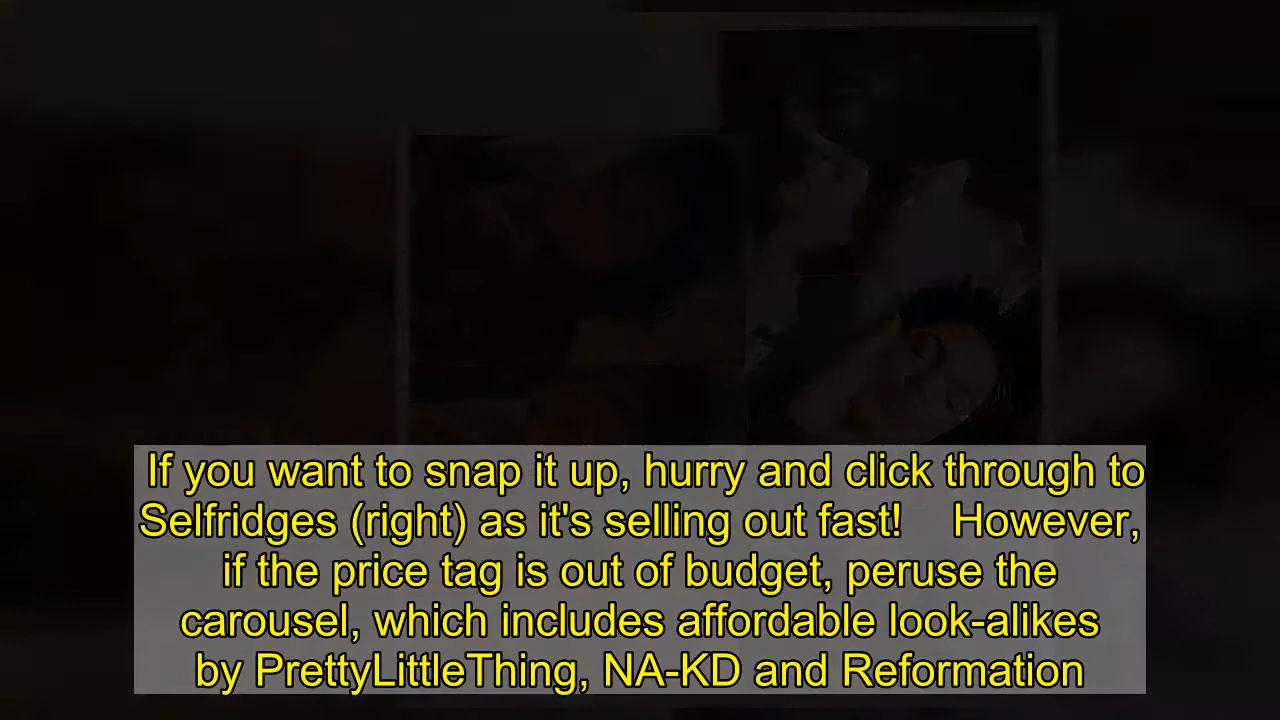 If you want to snap it up, hurry and click through to
Selfridges (right) as it's selling out fast!    However,
if the price tag is out of budget, peruse the
carousel, which includes affordable look-alikes
by PrettyLittleThing, NA-KD and Reformation